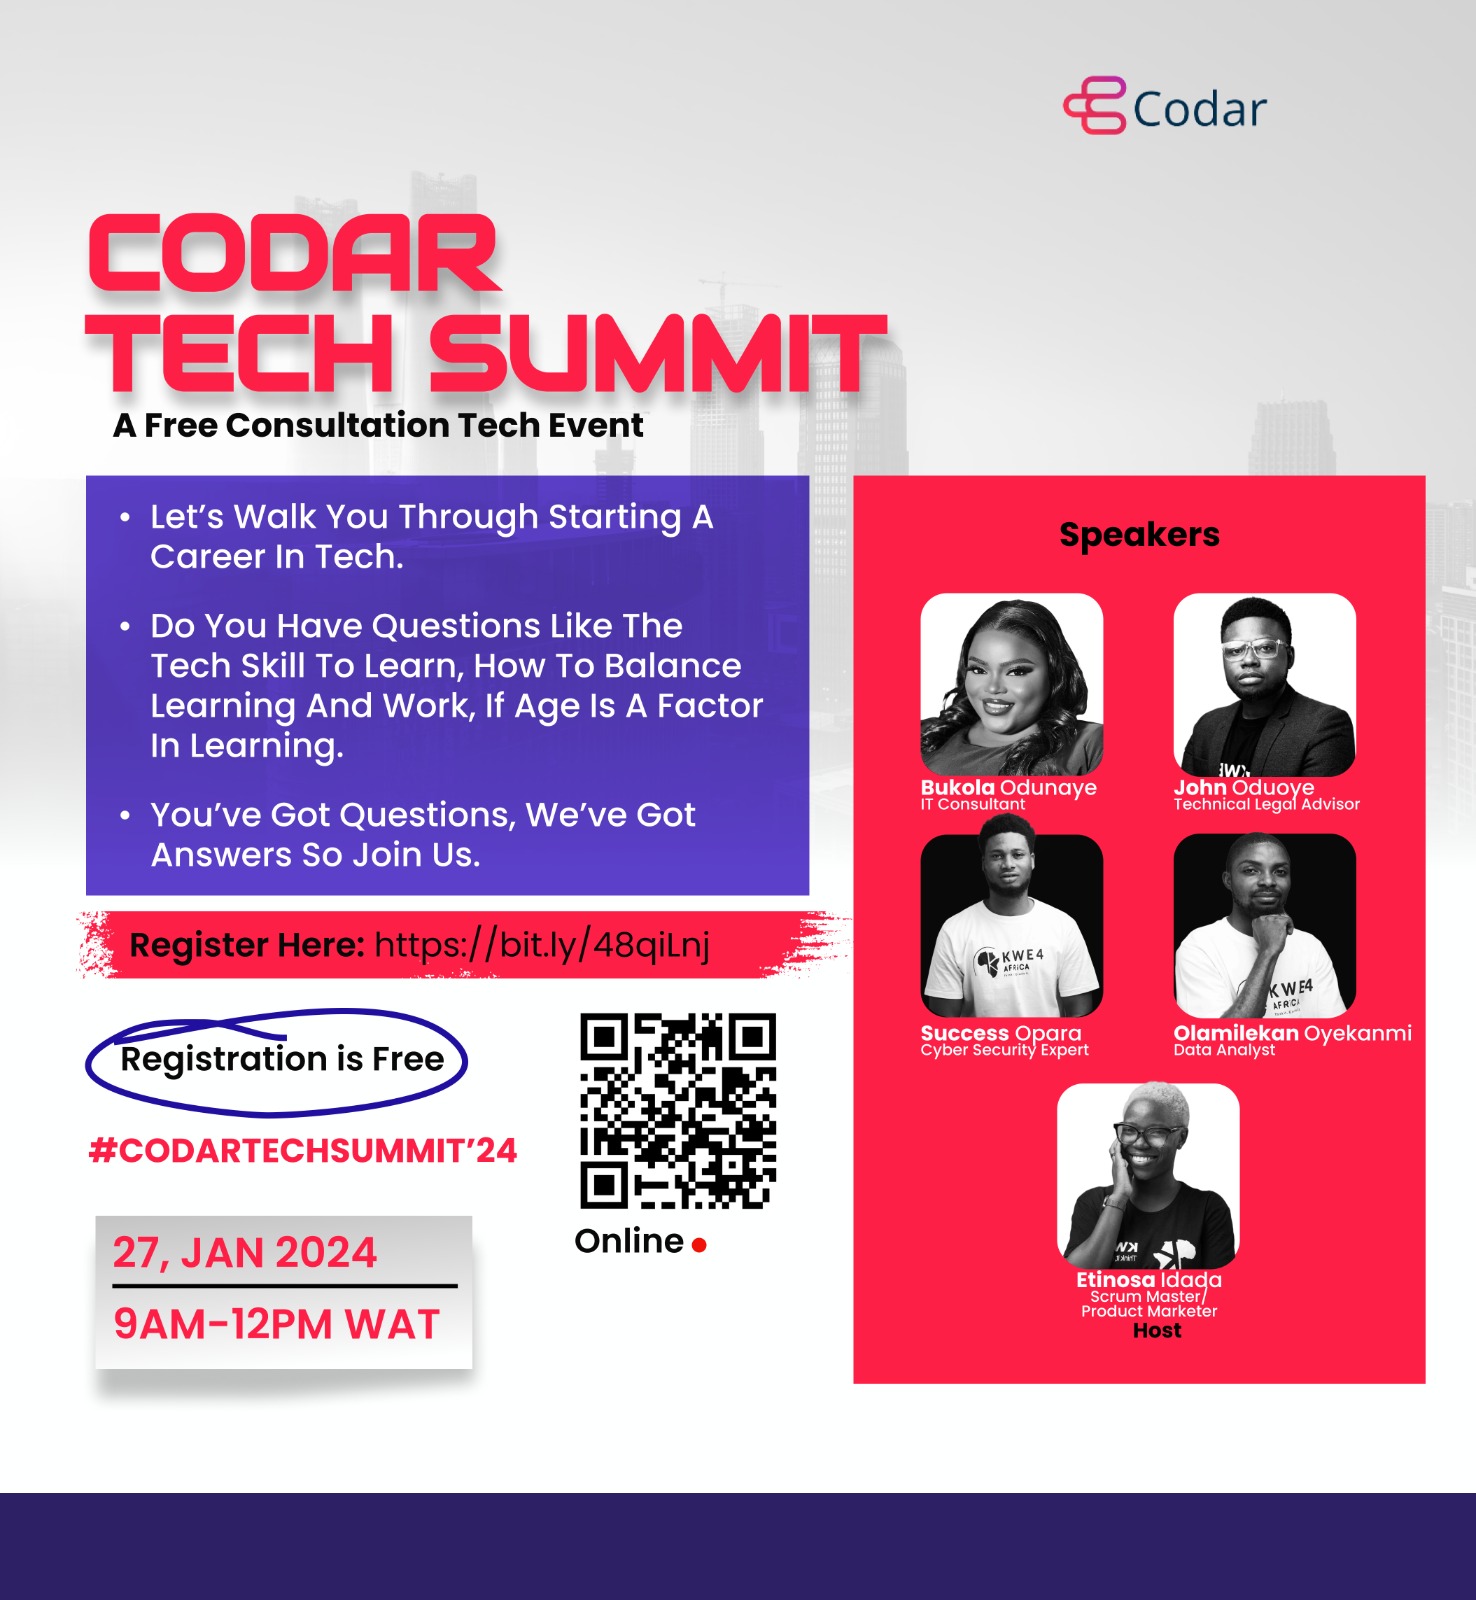 Codar
CODAR
TECH SUMMIT
A Free Consultation Tech Event
• Let’s Walk You Through Starting A
Career In Tech.
• Do You Have Questions Like The
Tech Skill To Learn, How To Balance
Learning And Work, If Age Is A Factor
In Learning.
• You’ve Got Questions, We’ve Got
Answers So Join Us.
Register Here: https://bit.ly/48qiLnj
Registration is Free
#CODARTECHSUMMIT’24
27, JAN 2024
9AM-12PM WAT
Online
Speakers
Bukola Odunaye
IT Consultant
John Oduoye
Technical Legal Advisor
KWE4
AFRICA
Success Opara
Cyber Security Expert
KWE4
AFRICA
Olamilekan Oyekanmi
Data Analyst
Etinosa Idada
Scrum Master/
Product Marketer
Host